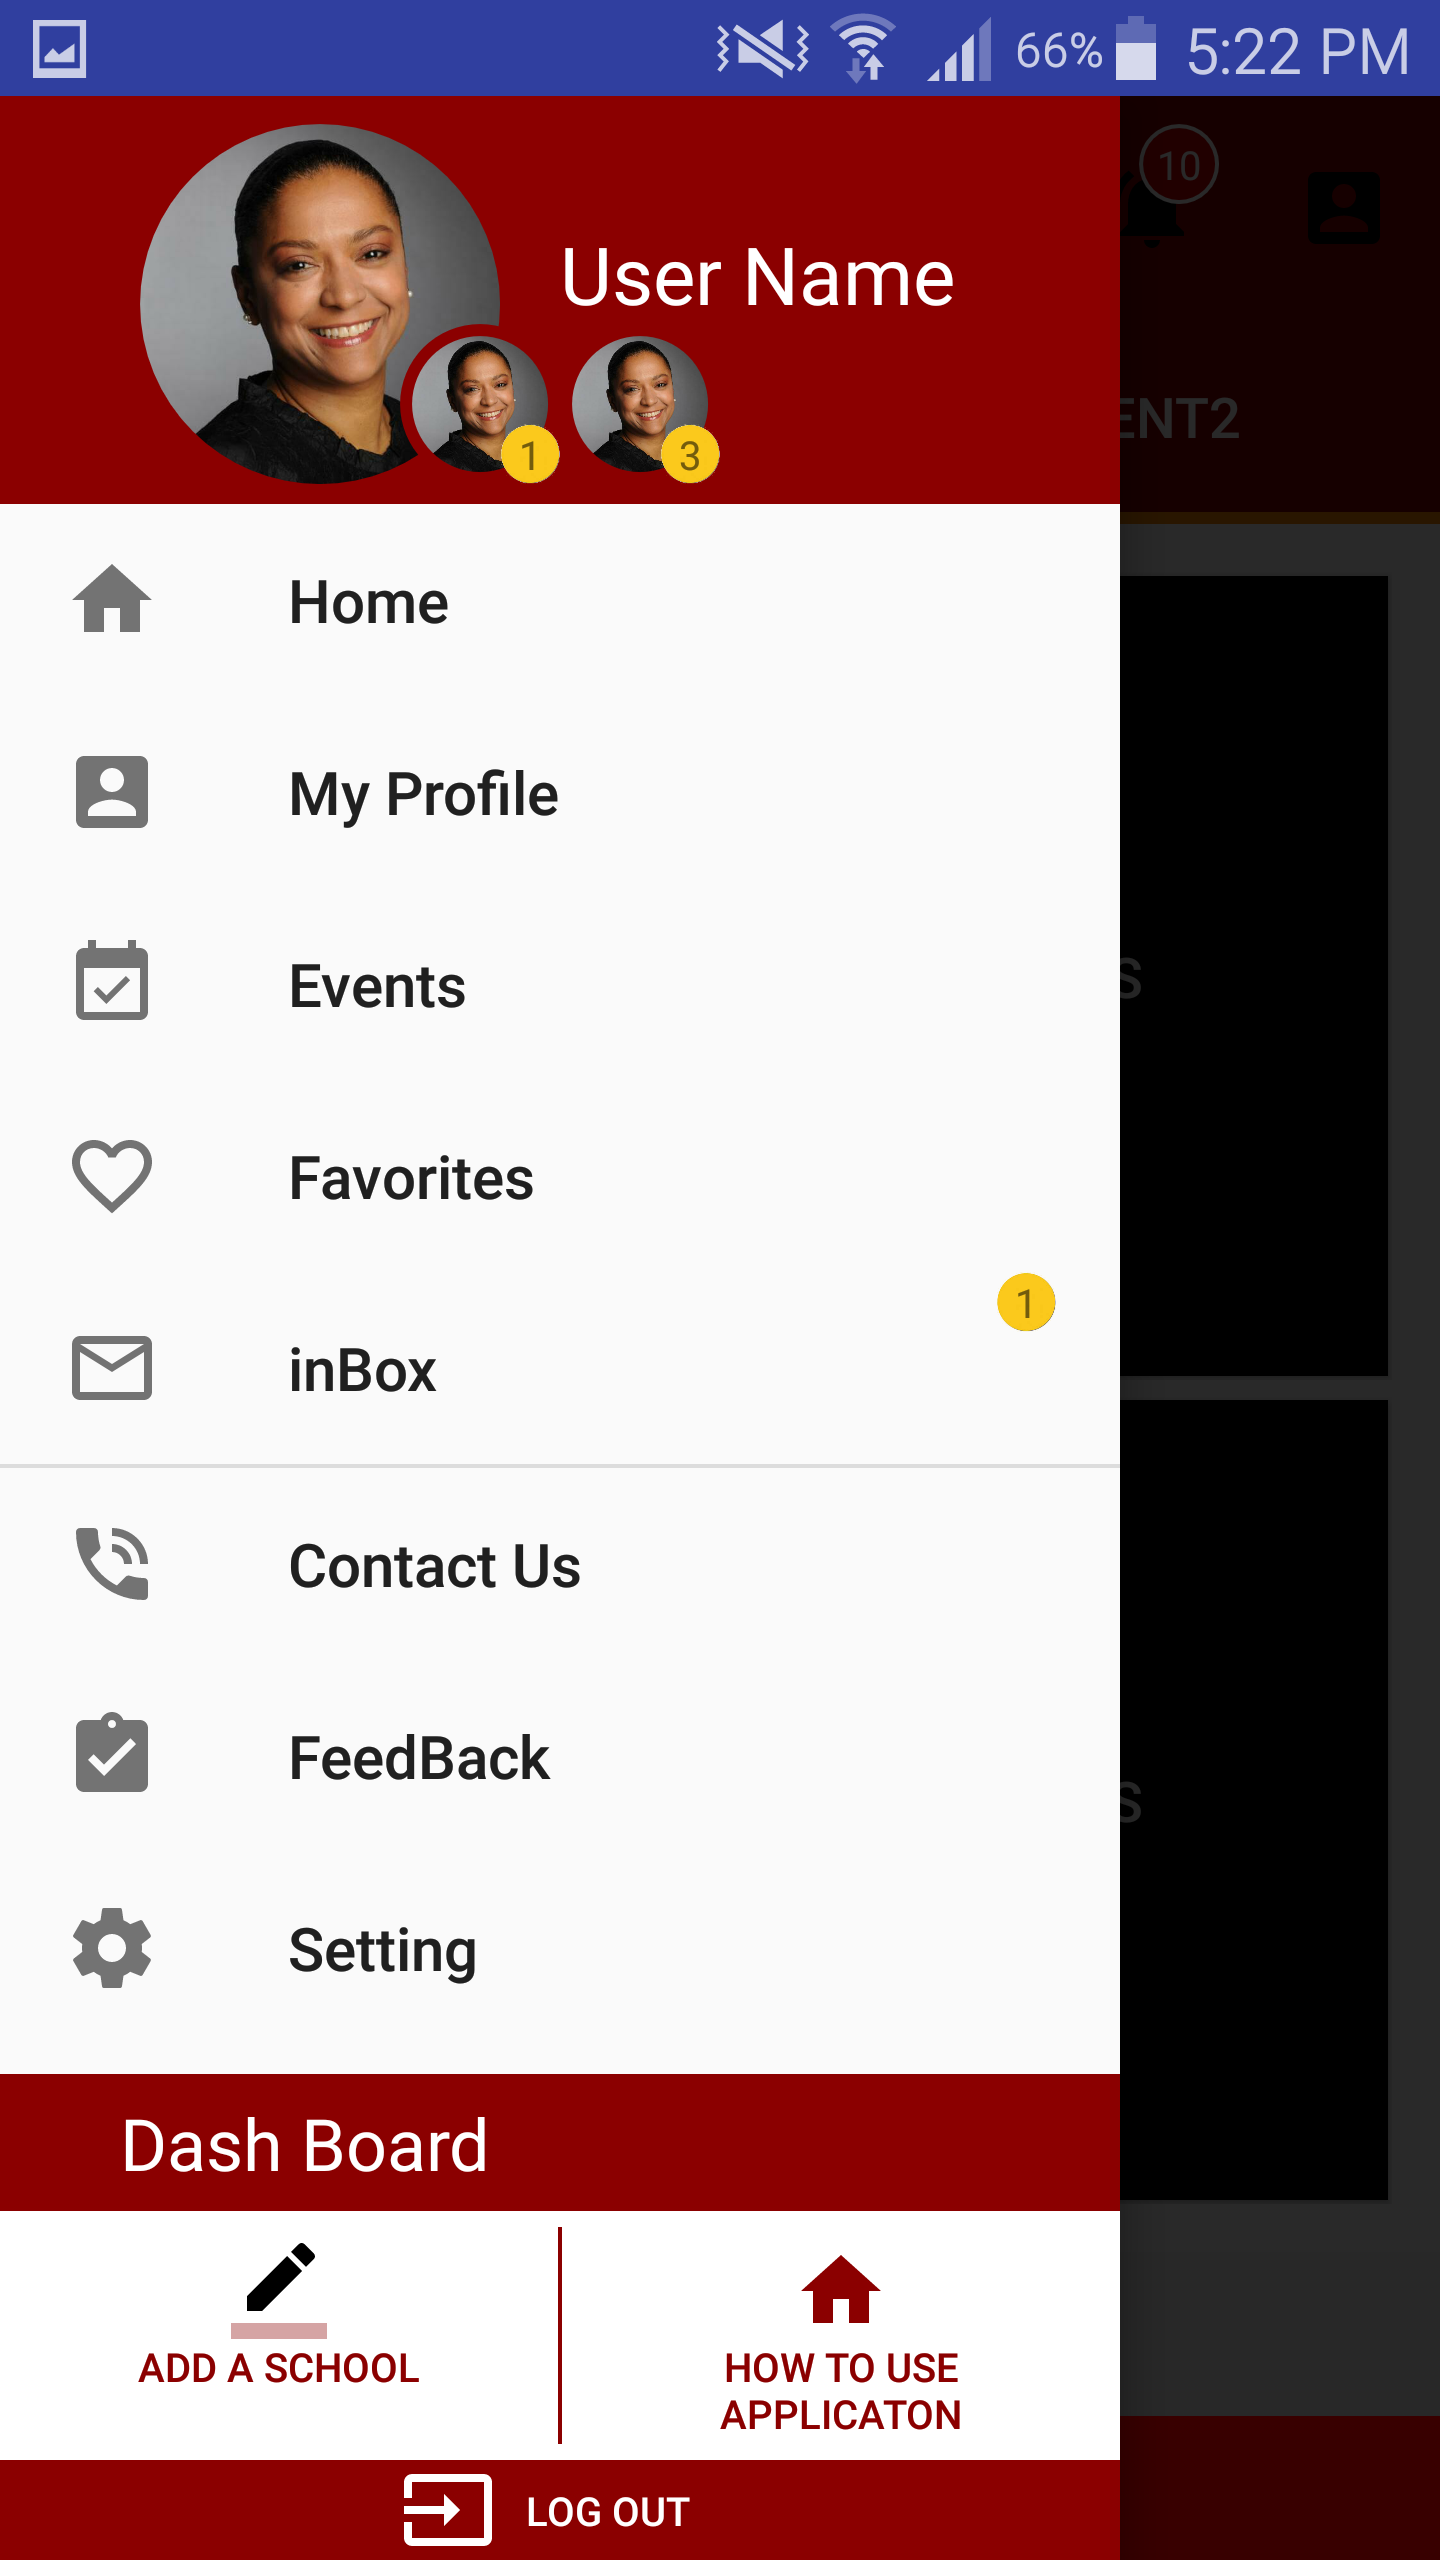 66% 5:22 PM
10
User Name
1
3
ENT2
Home
My Profile
Events
S
Favorites
1
inBox
Contact Us
FeedBack
S
Setting
Dash Board
ADD A SCHOOL
HOW TO USE
APPLICATON
LOG OUT